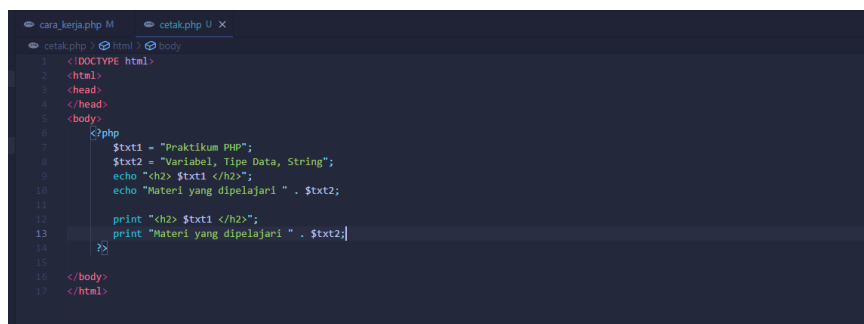 cara_kerja.php M cetak.php U ×
cetak.php > html > body
1 <!DOCTYPE html>
2 <html>
3 <head>
4 </head>
5 <body>
6 <?php
7 $txt1 = "Praktikum PHP";
8 $txt2 = "Variabel, Tipe Data, String";
9 echo "<h2> $txt1 </h2>";
10 echo "Materi yang dipelajari " . $txt2;
11
12 print "<h2> $txt1 </h2>";
13 print "Materi yang dipelajari " . $txt2;
14 ?>
15
16 </body>
17 </html>